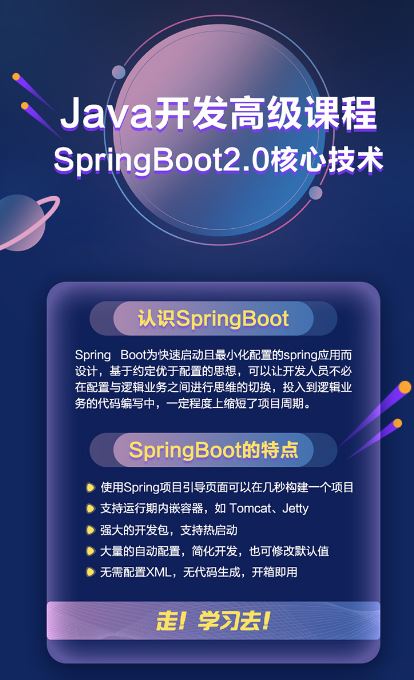 Java开发高级课程
SpringBoot2.0核心技术
认识SpringBoot
Spring Boot为快速启动且最小化配置的spring应用而
设计，基于约定优于配置的思想，可以让开发人员不必
在配置与逻辑业务之间进行思维的切换，投入到逻辑业
务的代码编写中，一定程度上缩短了项目周期。
SpringBoot的特点
使用Spring项目引导页面可以在几秒构建一个项目
支持运行期内嵌容器，如 Tomcat、Jetty
强大的开发包，支持热启动
大量的自动配置，简化开发，也可修改默认值
无需配置XML，无代码生成，开箱即用
走！学习去！